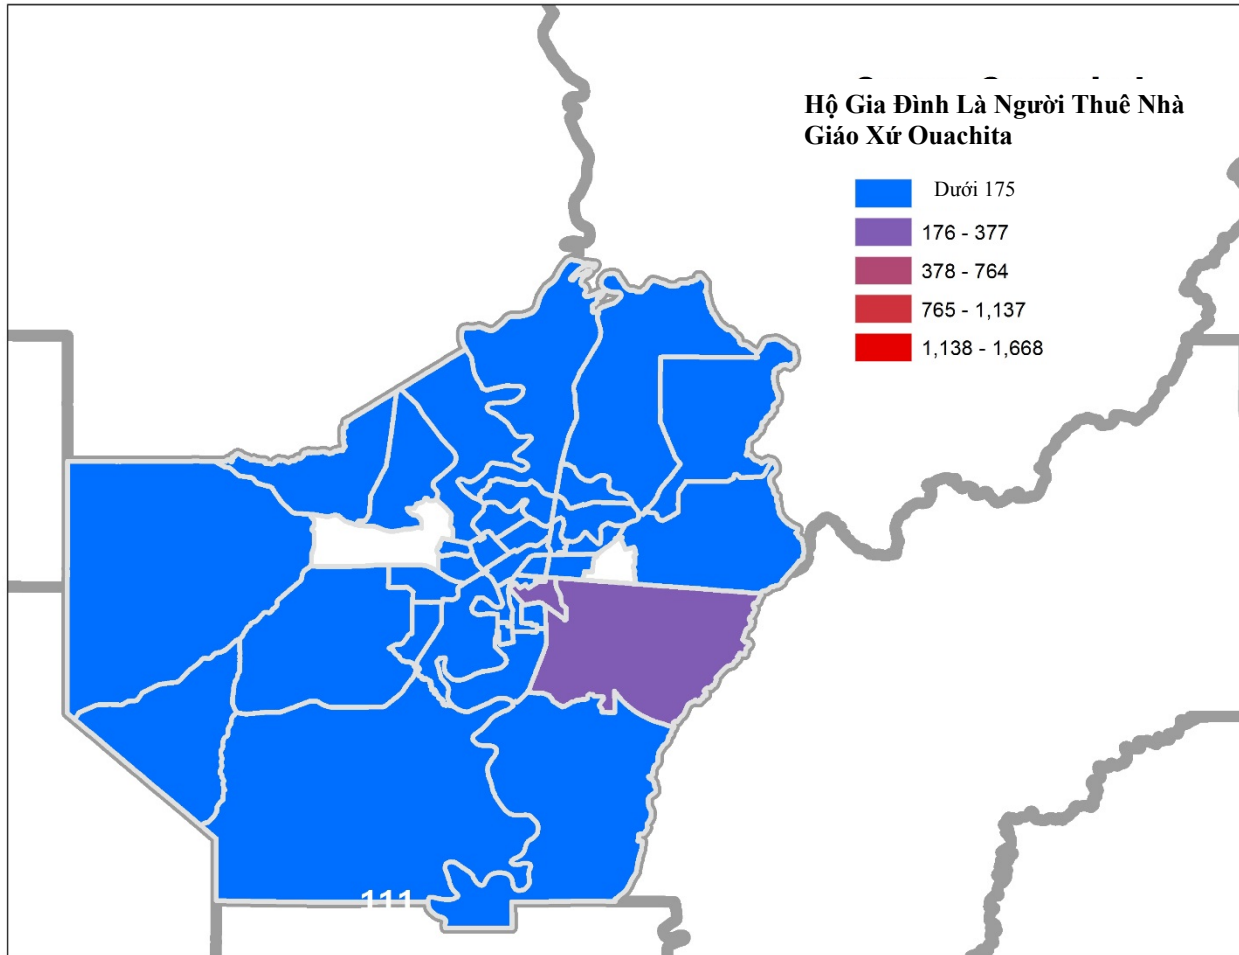 Hộ Gia Đình Là Người Thuê Nhà
Giáo Xứ Ouachita
Dưới 175
176 - 377
378 - 764
765 - 1,137
1,138 - 1,668
111